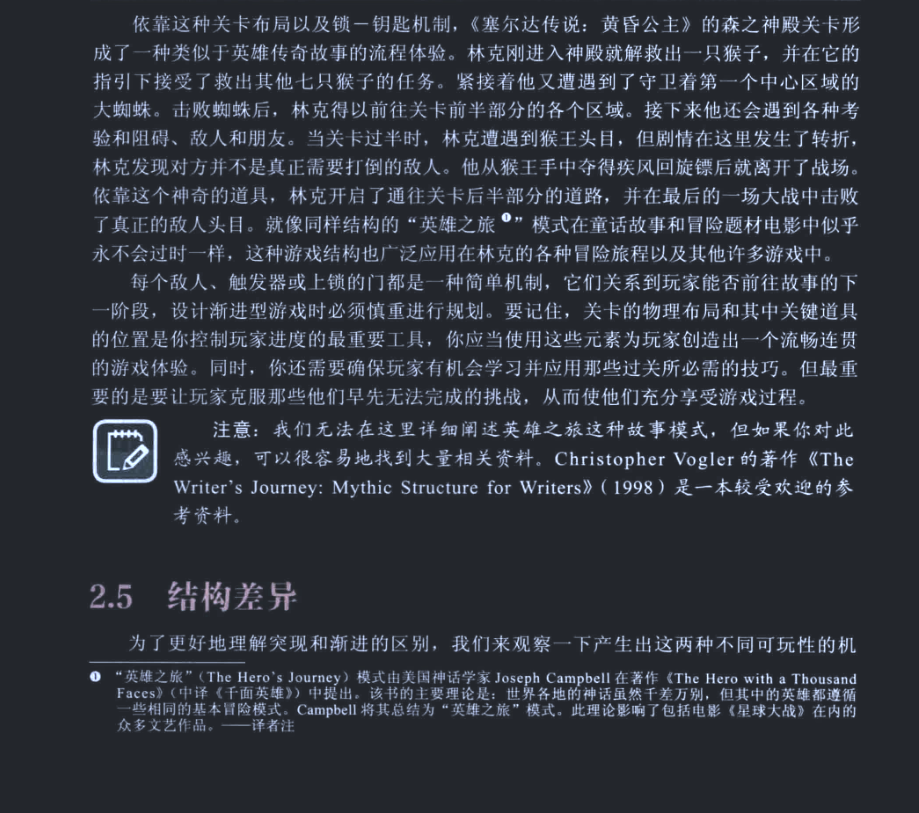 依靠这种关卡布局以及锁－钥匙机制，《塞尔达传说：黄昏公主》的森之神殿关卡形
成了一种类似于英雄传奇故事的流程体验。林克刚进入神殿就解救出一只猴子，并在它的
指引下接受了救出其他七只猴子的任务。紧接着他又遭遇到了守卫着第一个中心区域的
大蜘蛛。击败蜘蛛后，林克得以前往关卡前半部分的各个区域。接下来他还会遇到各种考
验和阻碍、敌人和朋友。当关卡过半时，林克遭遇到猴王头目，但剧情在这里发生了转折，
林克发现对方并不是真正需要打倒的敌人。他从猴王手中夺得疾风回旋镖后就离开了战场。
依靠这个神奇的道具，林克开启了通往关卡后半部分的道路，并在最后的一场大战中击败
了真正的敌人头目。就像同样结构的“英雄之旅❶”模式在童话故事和冒险题材电影中似乎
永不会过时一样，这种游戏结构也广泛应用在林克的各种冒险旅程以及其他许多游戏中。
每个敌人、触发器或上锁的门都是一种简单机制，它们关系到玩家能否前往故事的下
一阶段，设计渐进型游戏时必须慎重进行规划。要记住，关卡的物理布局和其中关键道具
的位置是你控制玩家进度的最重要工具，你应当使用这些元素为玩家创造出一个流畅连贯
的游戏体验。同时，你还需要确保玩家有机会学习并应用那些过关所必需的技巧。但最重
要的是要让玩家克服那些他们早先无法完成的挑战，从而使他们充分享受游戏过程。
注意：我们无法在这里详细阐述英雄之旅这种故事模式，但如果你对此
感兴趣，可以很容易地找到大量相关资料。Christopher Vogler 的著作《The
Writer's Journey: Mythic Structure for Writers》（1998）是一本较受欢迎的参
考资料。
2.5 结构差异
为了更好地理解突现和渐进的区别，我们来观察一下产生出这两种不同可玩性的机
❶ “英雄之旅”（The Hero's Journey）模式由美国神话学家 Joseph Campbell 在著作《The Hero with a Thousand
Faces》（中译《千面英雄》）中提出。该书的主要理论是：世界各地的神话虽然千差万别，但其中的英雄都遵循
一些相同的基本冒险模式。Campbell 将其总结为“英雄之旅”模式。此理论影响了包括电影《星球大战》在内的
众多文艺作品。——译者注